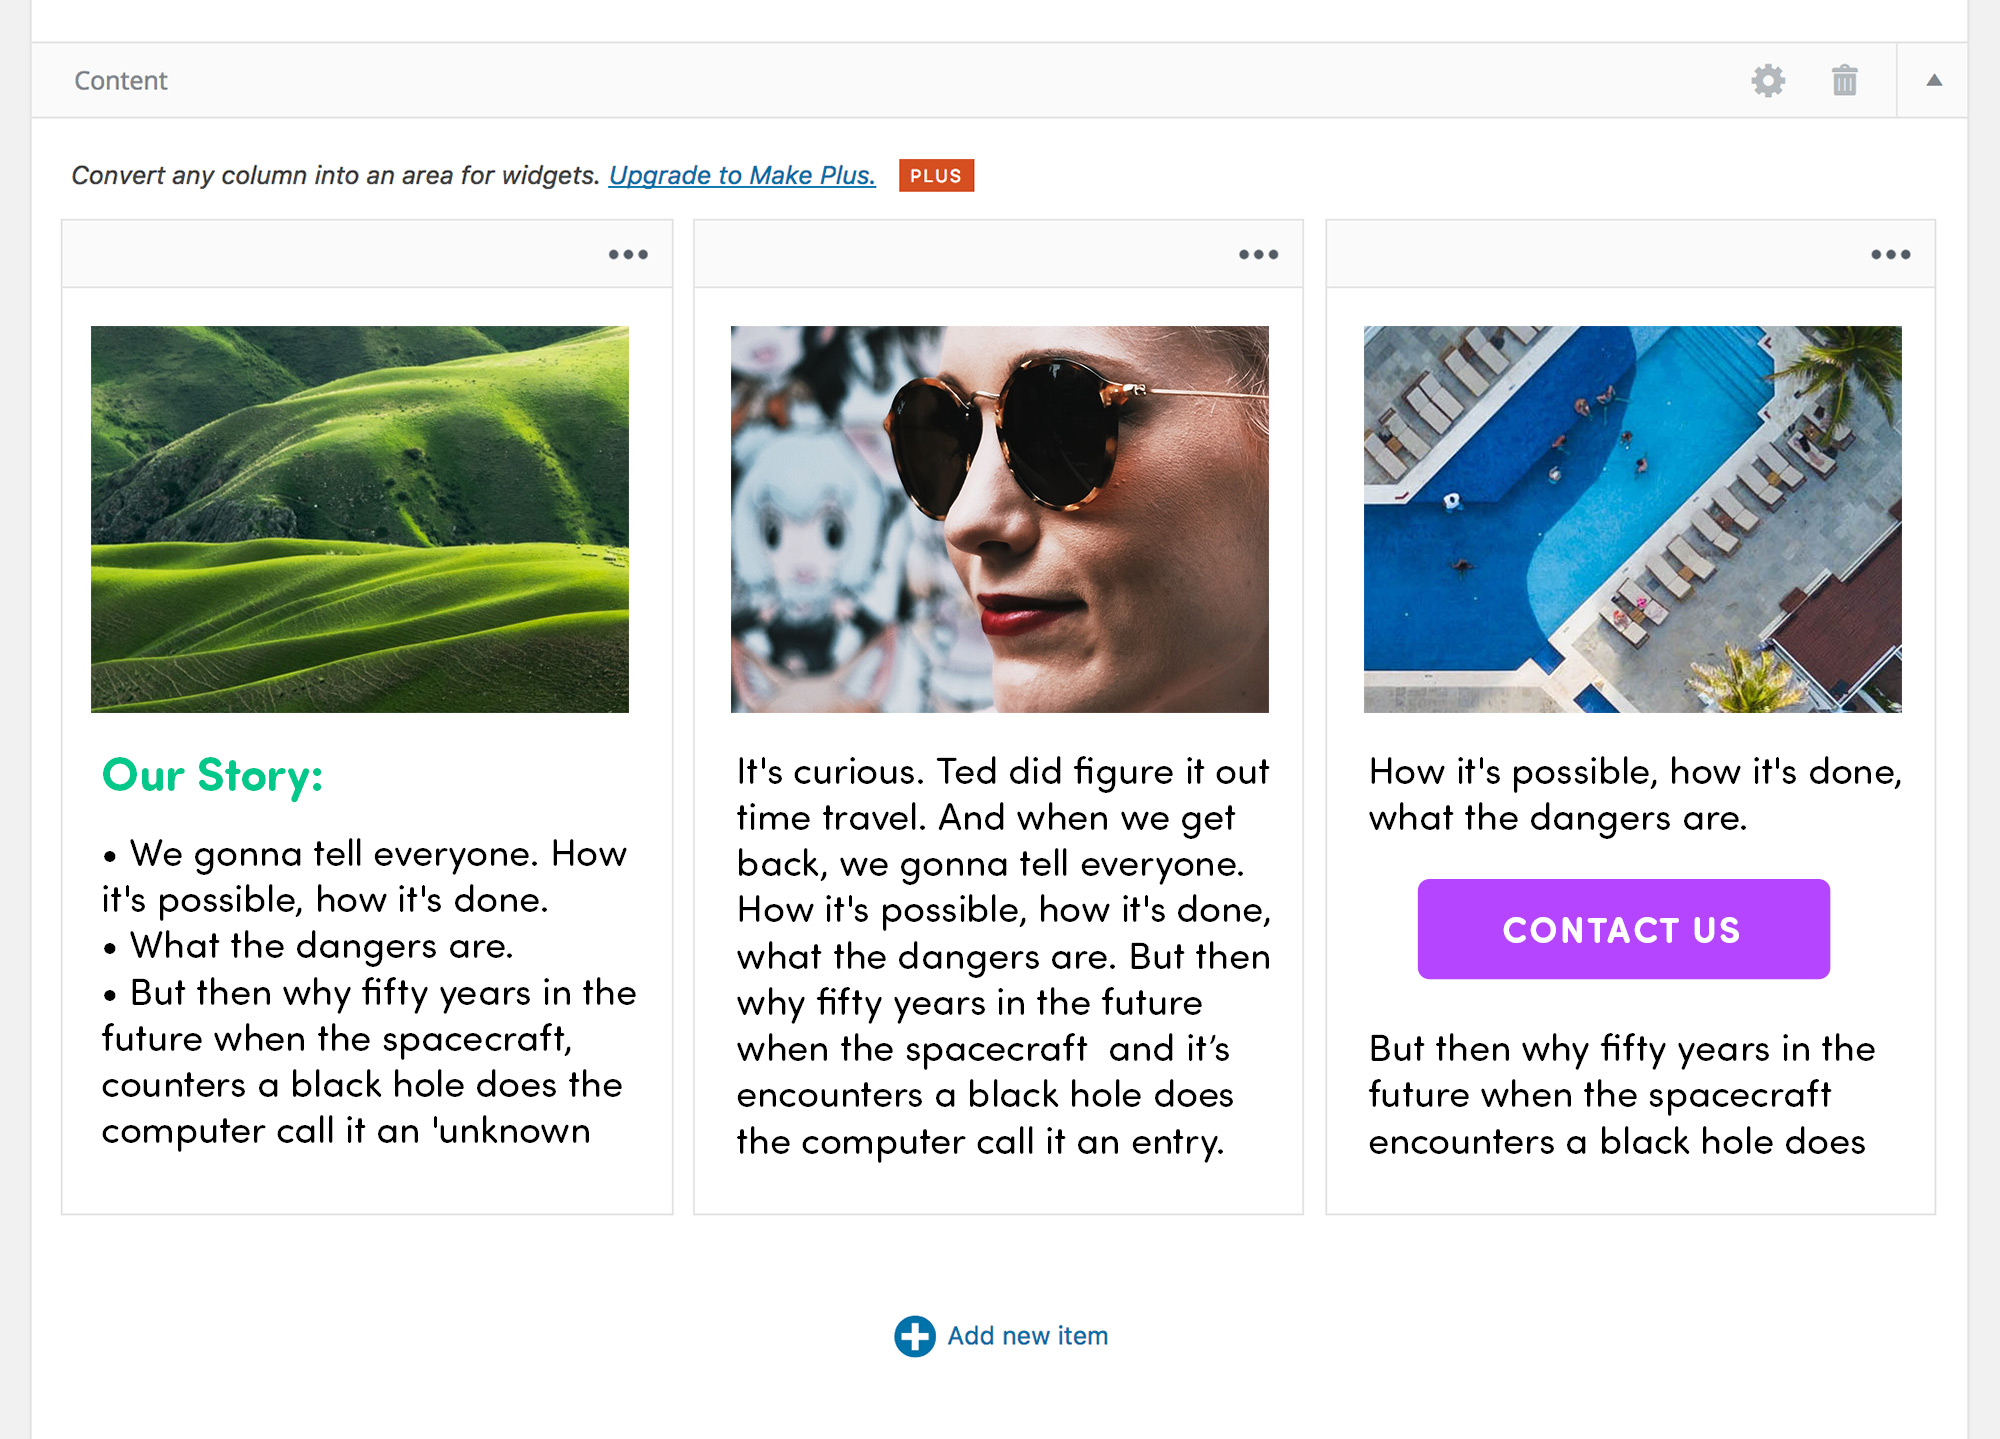 Content
Convert any column into an area for widgets. Upgrade to Make Plus. PLUS
Our Story:
• We gonna tell everyone. How
it's possible, how it's done.
• What the dangers are.
• But then why fifty years in the
future when the spacecraft,
counters a black hole does the
computer call it an 'unknown
It's curious. Ted did figure it out
time travel. And when we get
back, we gonna tell everyone.
How it's possible, how it's done,
what the dangers are. But then
why fifty years in the future
when the spacecraft  and it’s
encounters a black hole does
the computer call it an entry.
How it's possible, how it's done,
what the dangers are.
CONTACT US
But then why fifty years in the
future when the spacecraft
encounters a black hole does
Add new item